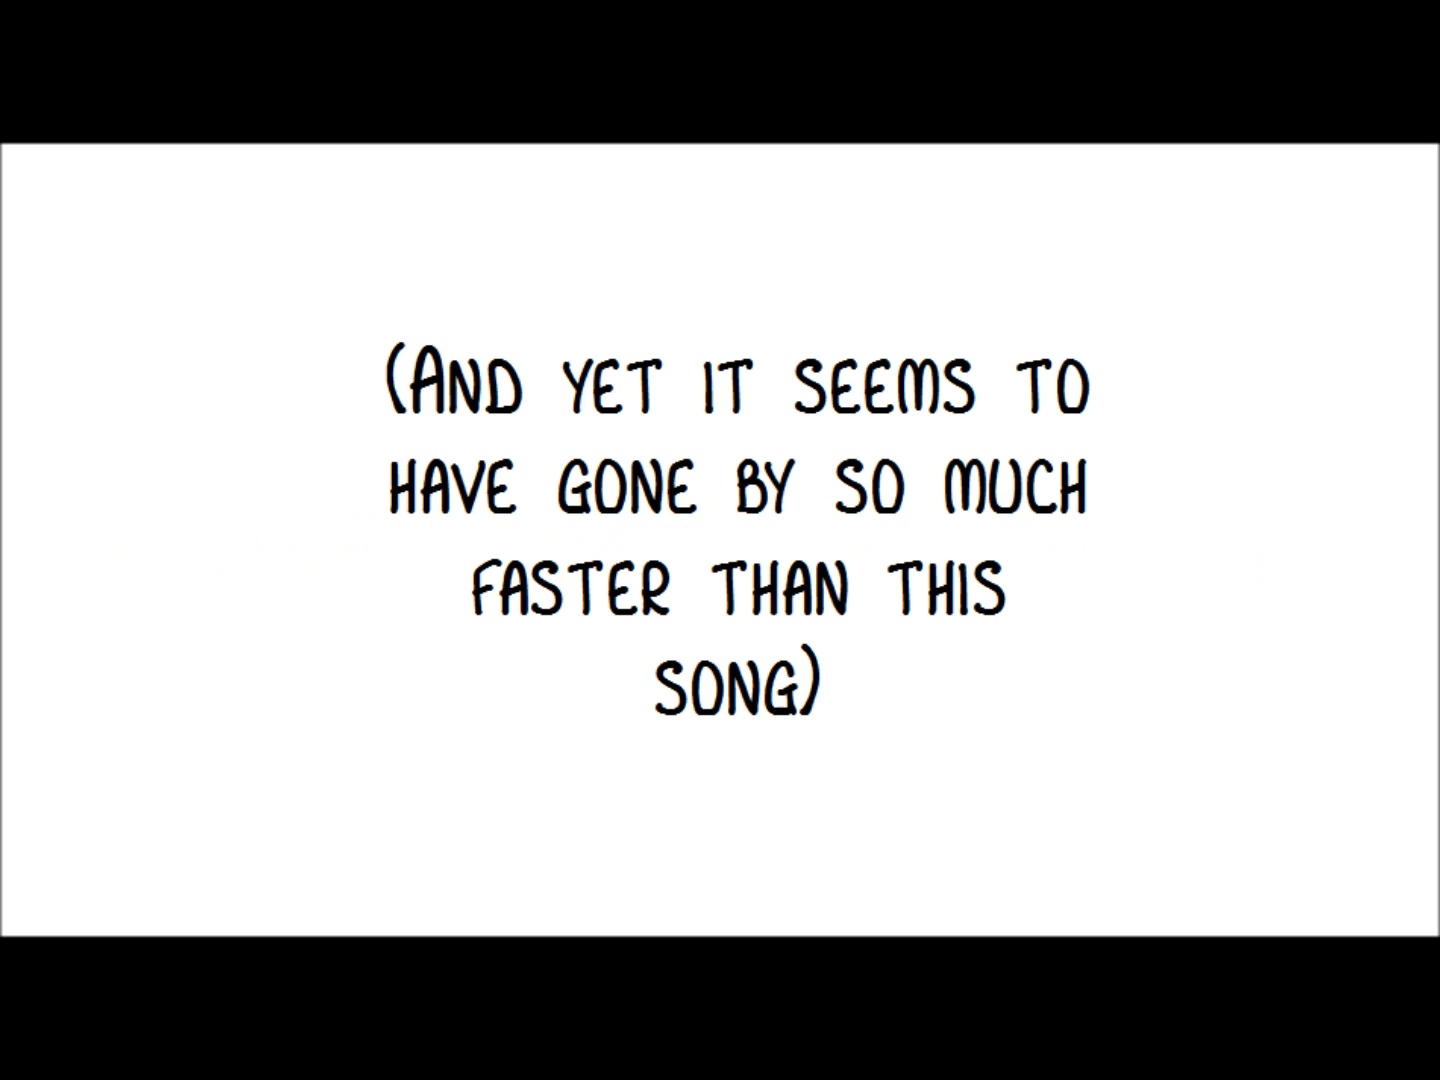 (And yet it seems to
have gone by so much
faster than this
song)